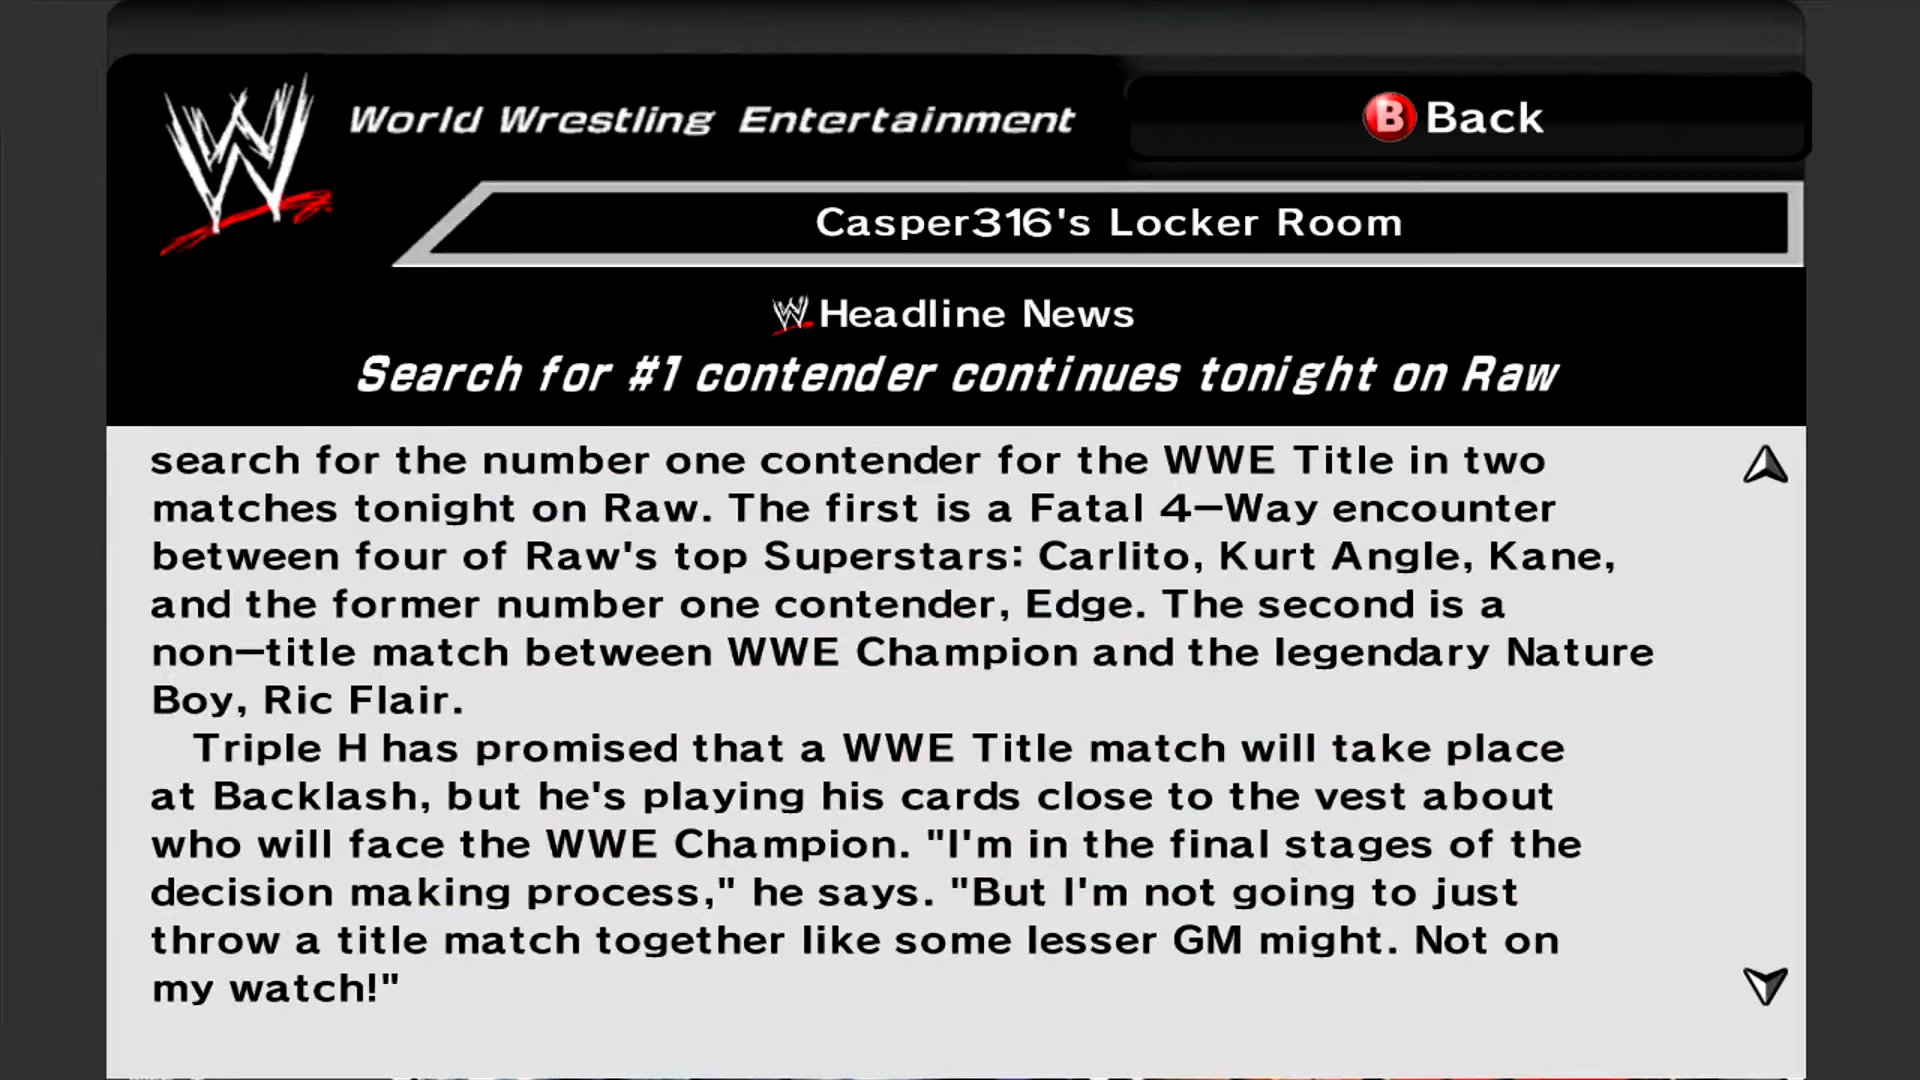 World Wrestling Entertainment
B Back
Casper316's Locker Room
Headline News
Search for #1 contender continues tonight on Raw
search for the number one contender for the WWE Title in two
matches tonight on Raw. The first is a Fatal 4—Way encounter
between four of Raw's top Superstars: Carlito, Kurt Angle, Kane,
and the former number one contender, Edge. The second is a
non—title match between WWE Champion and the legendary Nature
Boy, Ric Flair.
Triple H has promised that a WWE Title match will take place
at Backlash, but he's playing his cards close to the vest about
who will face the WWE Champion. "I'm in the final stages of the
decision making process," he says. "But I'm not going to just
throw a title match together like some lesser GM might. Not on
my watch!"